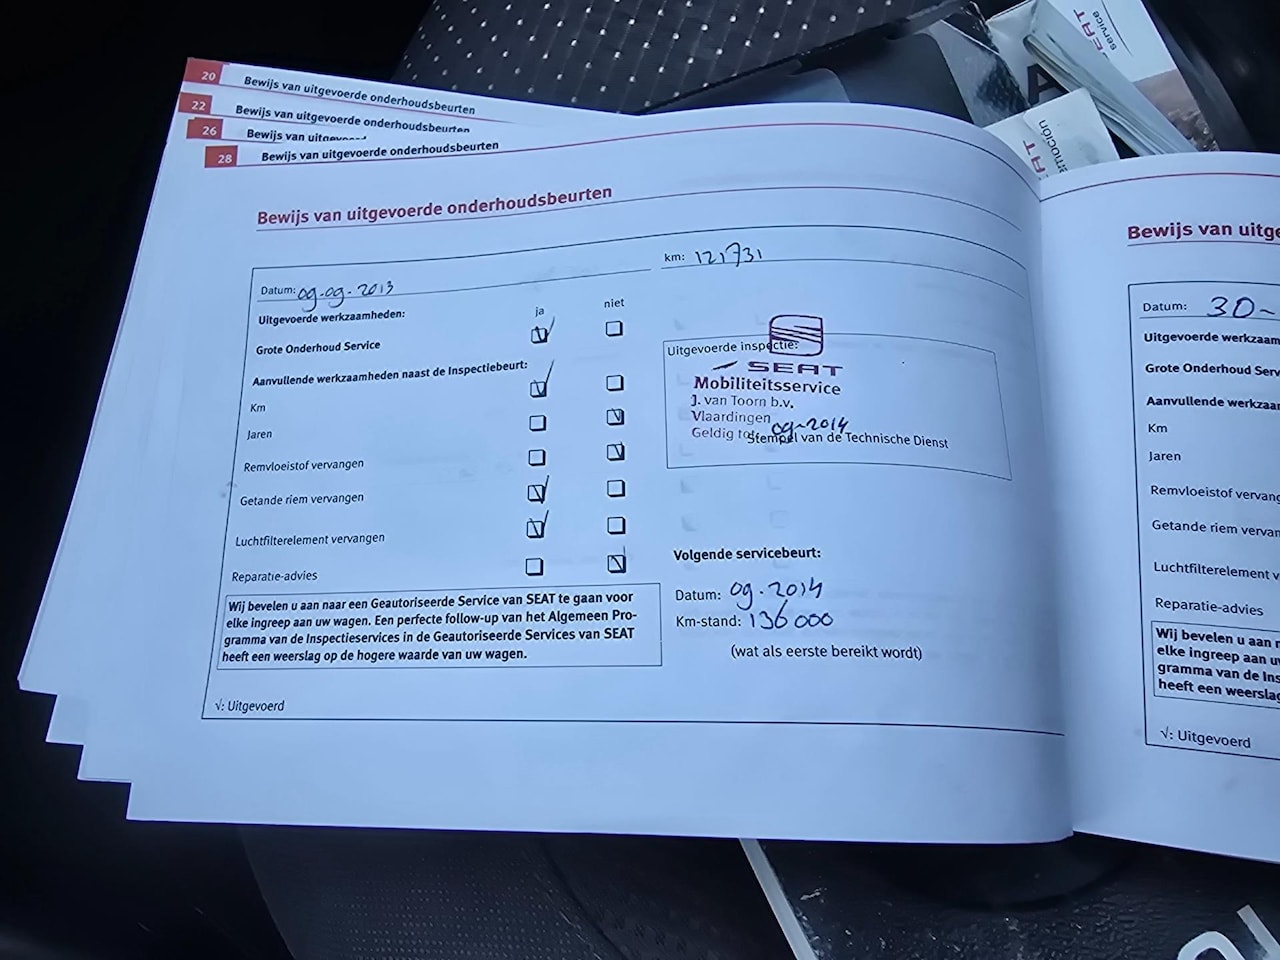 20 Bewijs van uitgevoerde onderhoudsbeurten
22 Bewijs van uitgevoerde onderhoudsbeurten
26 Bewijs van uitgevoerd
28 Bewijs van uitgevoerde onderhoudsbeurten
Bewijs van uitgevoerde onderhoudsbeurten
Datum: 09-09-2013
km: 121731
Uitgevoerde werkzaamheden: ja niet
Grote Onderhoud Service
Aanvullende werkzaamheden naast de Inspectiebeurt:
Km
Jaren
Remvloeistof vervangen
Getande riem vervangen
Luchtfilterelement vervangen
Reparatie-advies
Wij bevelen u aan naar een Geautoriseerde Service van SEAT te gaan voor
elke ingreep aan uw wagen. Een perfecte follow-up van het Algemeen Pro-
gramma van de Inspectieservices in de Geautoriseerde Services van SEAT
heeft een weerslag op de hogere waarde van uw wagen.
√: Uitgevoerd
Uitgevoerde inspectie:
SEAT
Mobiliteitsservice
J. van Toorn b.v.
Vlaardingen
Geldig tot 09-2014
Stempel van de Technische Dienst
Volgende servicebeurt:
Datum: 09-2014
Km-stand: 136000
(wat als eerste bereikt wordt)
Bewijs van uitge
Datum: 30-
Uitgevoerde werkzaam
Grote Onderhoud Serv
Aanvullende werkzaam
Km
Jaren
Remvloeistof vervang
Getande riem vervan
Luchtfilterelement v
Reparatie-advies
Wij bevelen u aan n
elke ingreep aan uw
gramma van de Ins
heeft een weerslag
√: Uitgevoerd
EAT
service
A
EAT
emoción